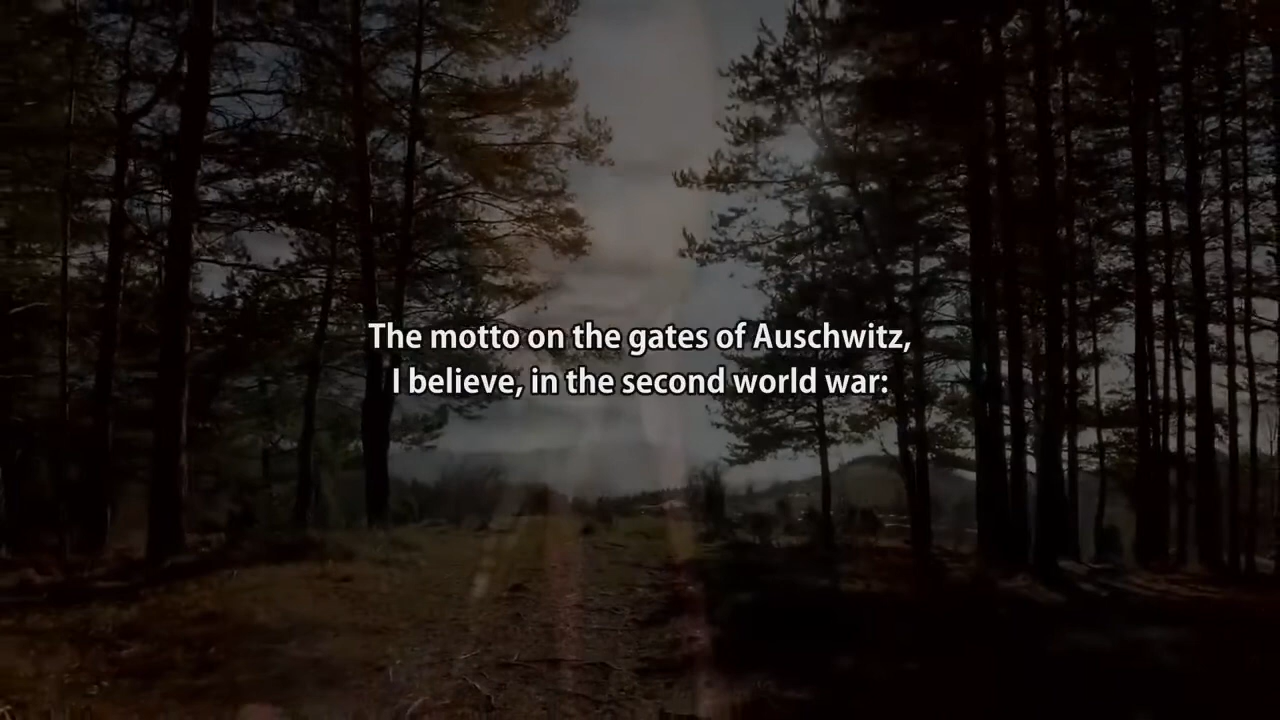 The motto on the gates of Auschwitz,
I believe, in the second world war: